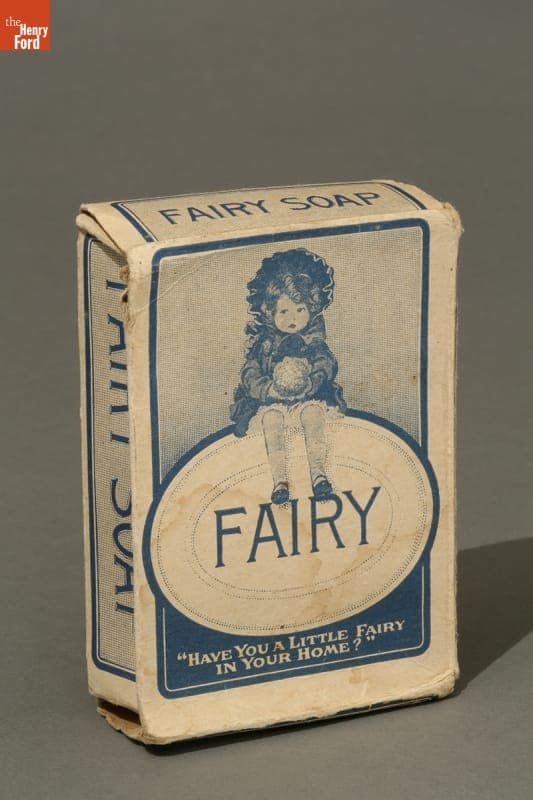 the
Henry
Ford
FAIRY SOAP
FAIRY SOAP
FAIRY
"HAVE YOU A LITTLE FAIRY
IN YOUR HOME?"